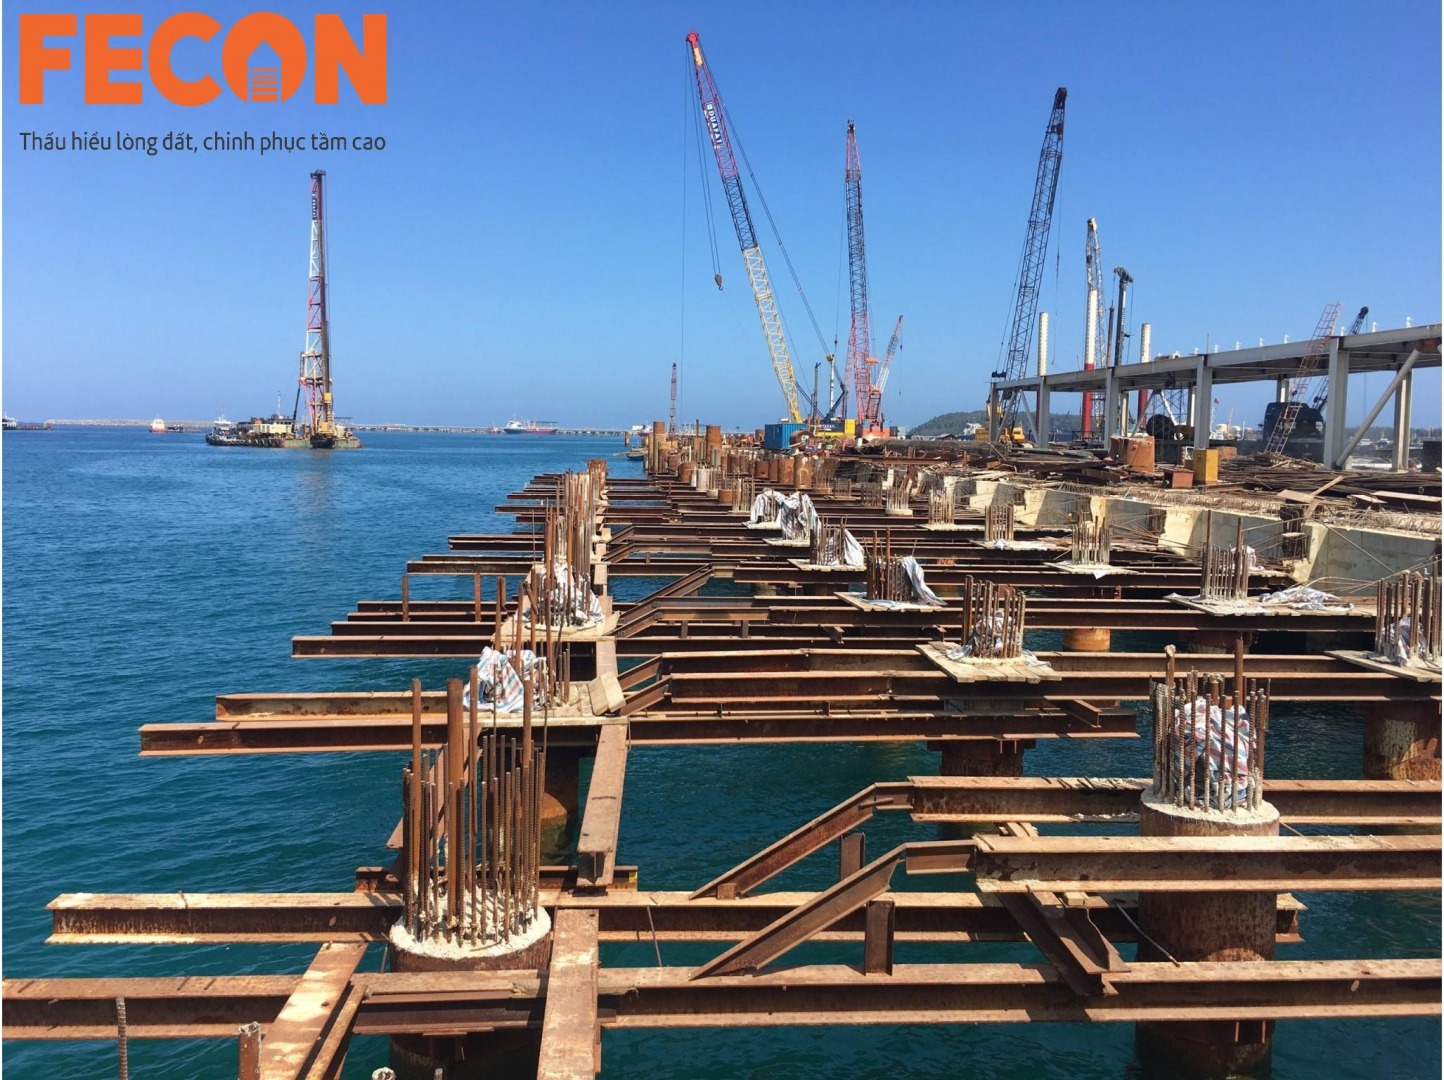 FECON
Thấu hiểu lòng đất, chinh phục tầm cao